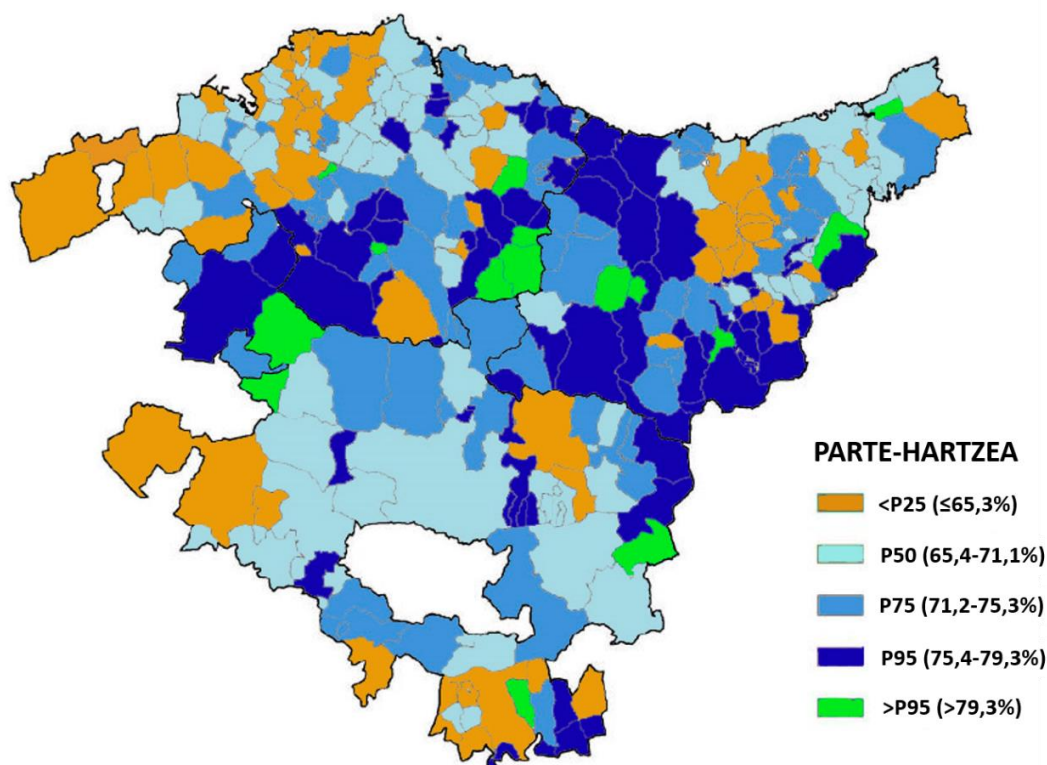 PARTE-HARTZEA
<P25 (≤65,3%)
P50 (65,4-71,1%)
P75 (71,2-75,3%)
P95 (75,4-79,3%)
>P95 (>79,3%)